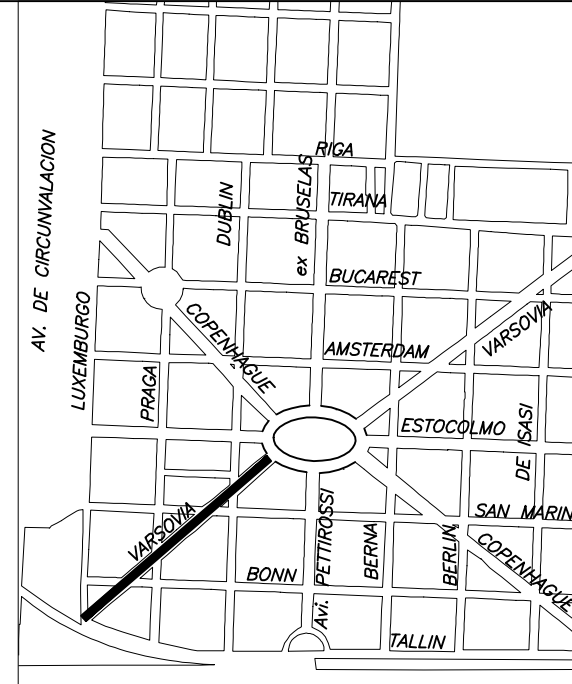 RIGA
AV. DE CIRCUNVALACION
DUBLIN
ex BRUSELAS
TIRANA
BUCAREST
LUXEMBURGO
COPENHAGUE
VARSOVIA
AMSTERDAM
PRAGA
ESTOCOLMO
DE ISASI
VARSOVIA
SAN MARIN
Avi. PETTIROSSI
BERNA
BERLIN
COPENHAGUE
BONN
TALLIN